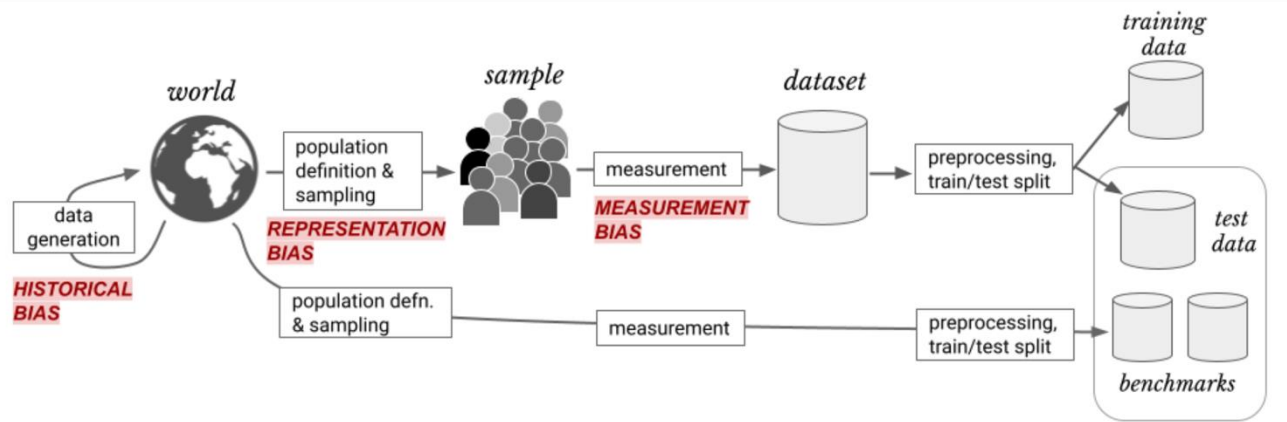 training
data
sample
dataset
world
population
definition &
sampling
measurement
preprocessing,
train/test split
data
generation
REPRESENTATION
BIAS
MEASUREMENT
BIAS
test
data
HISTORICAL
BIAS
population defn.
& sampling
measurement
preprocessing,
train/test split
benchmarks